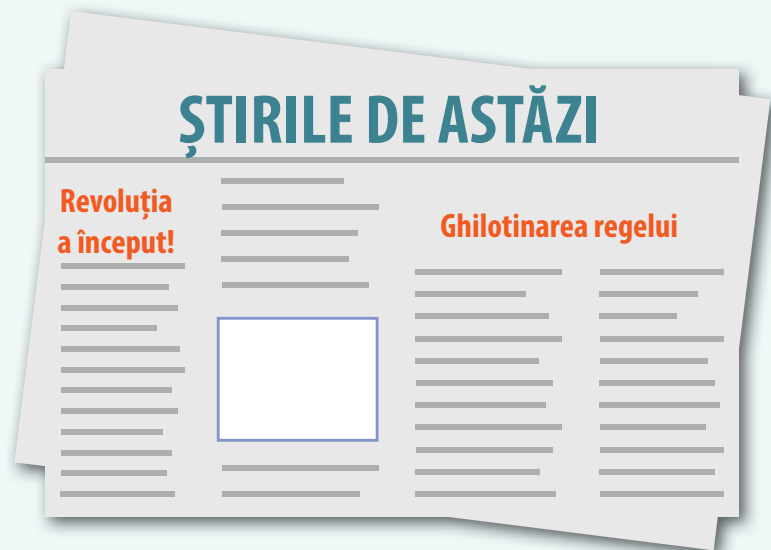 ȘTIRILE DE ASTĂZI
Revoluția
a început!
Ghilotinarea regelui